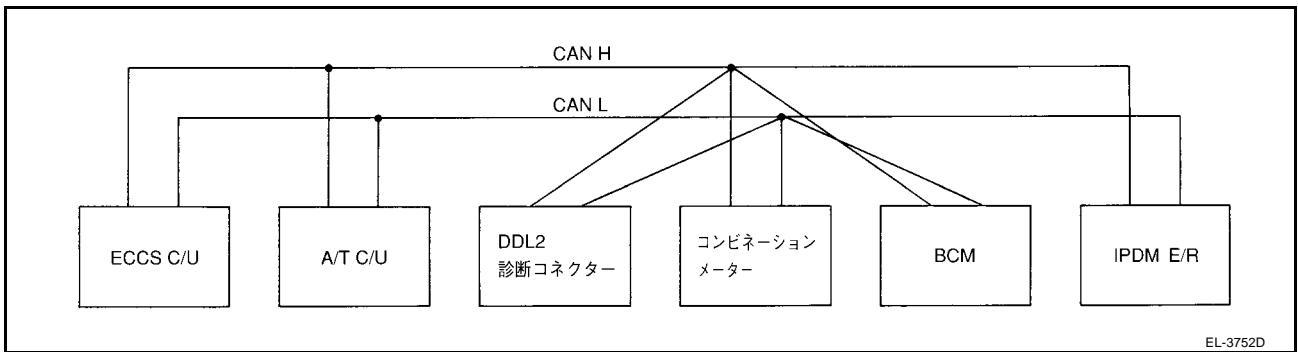 CAN H
CAN L
ECCS C/U
A/T C/U
DDL2
診断コネクター
コンビネーション
メーター
BCM
IPDM E/R
EL-3752D